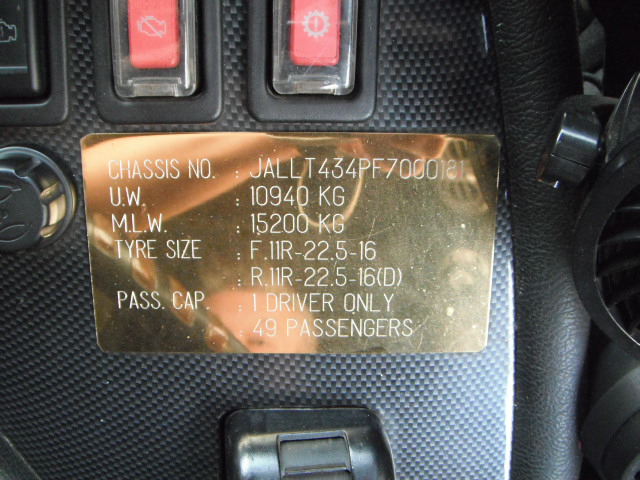 CHASSIS NO. : JALLT434PF7000181
U.W. : 10940 KG
M.L.W. : 15200 KG
TYRE SIZE : F.11R-22.5-16
R.11R-22.5-16(D)
PASS. CAP. : 1 DRIVER ONLY
: 49 PASSENGERS